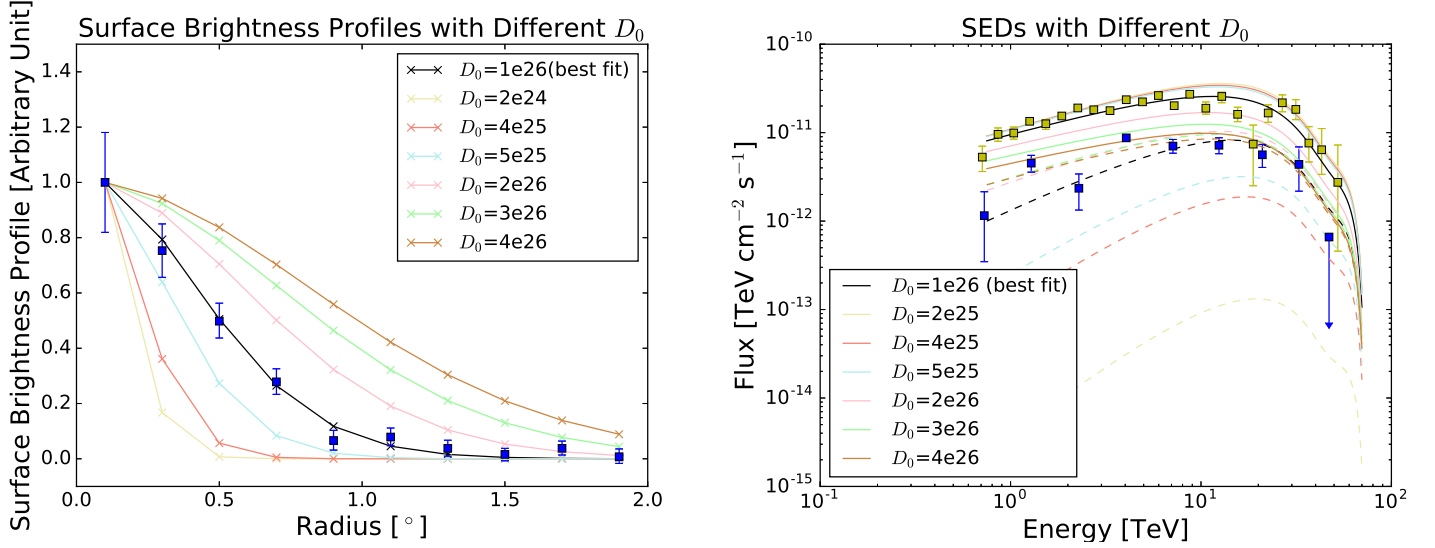 Surface Brightness Profiles with Different D₀
Surface Brightness Profile [Arbitrary Unit]
1.4
1.2
1.0
0.8
0.6
0.4
0.2
0.0
0.0 0.5 1.0 1.5 2.0
Radius [°]
D₀=1e26(best fit)
D₀=2e24
D₀=4e25
D₀=5e25
D₀=2e26
D₀=3e26
D₀=4e26
SEDs with Different D₀
Flux [TeV cm⁻² s⁻¹]
10⁻¹⁰
10⁻¹¹
10⁻¹²
10⁻¹³
10⁻¹⁴
10⁻¹⁵
10⁻¹ 10⁰ 10¹ 10²
Energy [TeV]
D₀=1e26 (best fit)
D₀=2e25
D₀=4e25
D₀=5e25
D₀=2e26
D₀=3e26
D₀=4e26